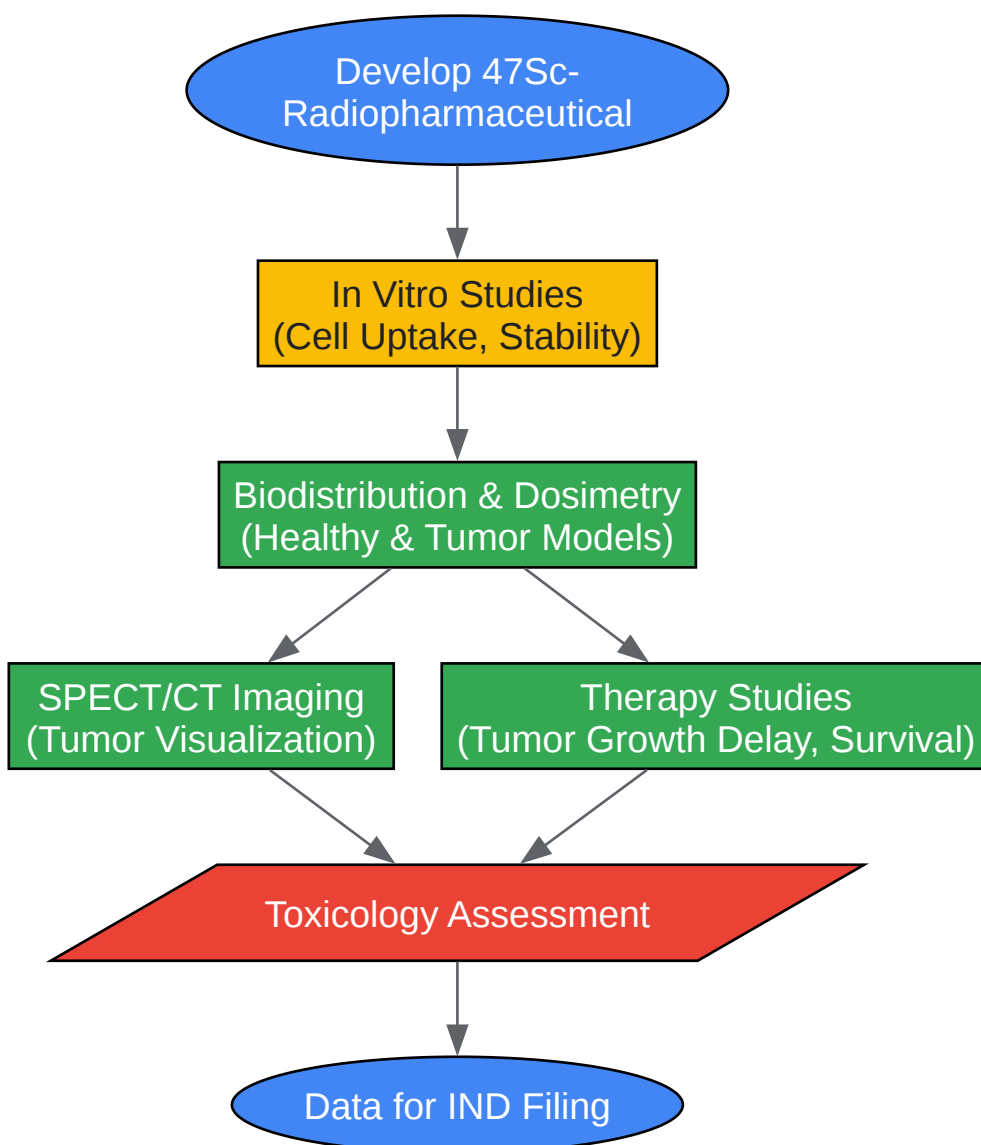 Develop 47Sc-
Radiopharmaceutical
In Vitro Studies
(Cell Uptake, Stability)
Biodistribution & Dosimetry
(Healthy & Tumor Models)
SPECT/CT Imaging
(Tumor Visualization)
Therapy Studies
(Tumor Growth Delay, Survival)
Toxicology Assessment
Data for IND Filing